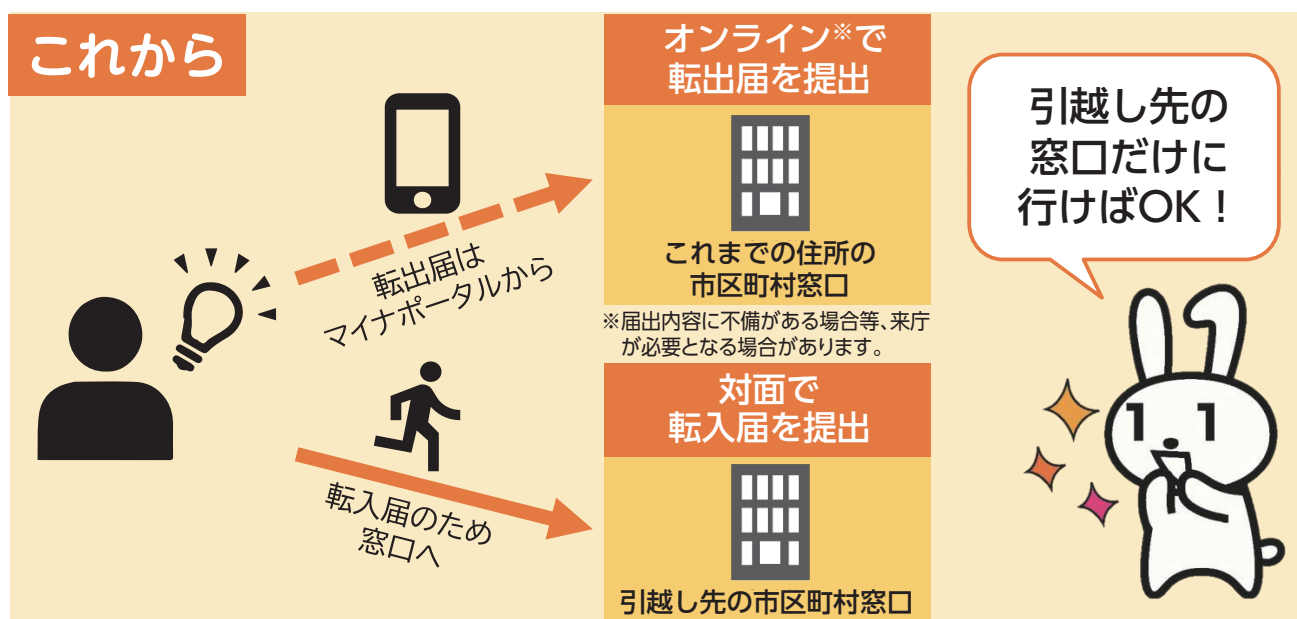 これから
オンライン※で
転出届を提出
これまでの住所の
市区町村窓口
※届出内容に不備がある場合等、来庁
が必要となる場合があります。
転出届は
マイナポータルから
対面で
転入届を提出
引越し先の市区町村窓口
転入届のため
窓口へ
引越し先の
窓口だけに
行けばOK！